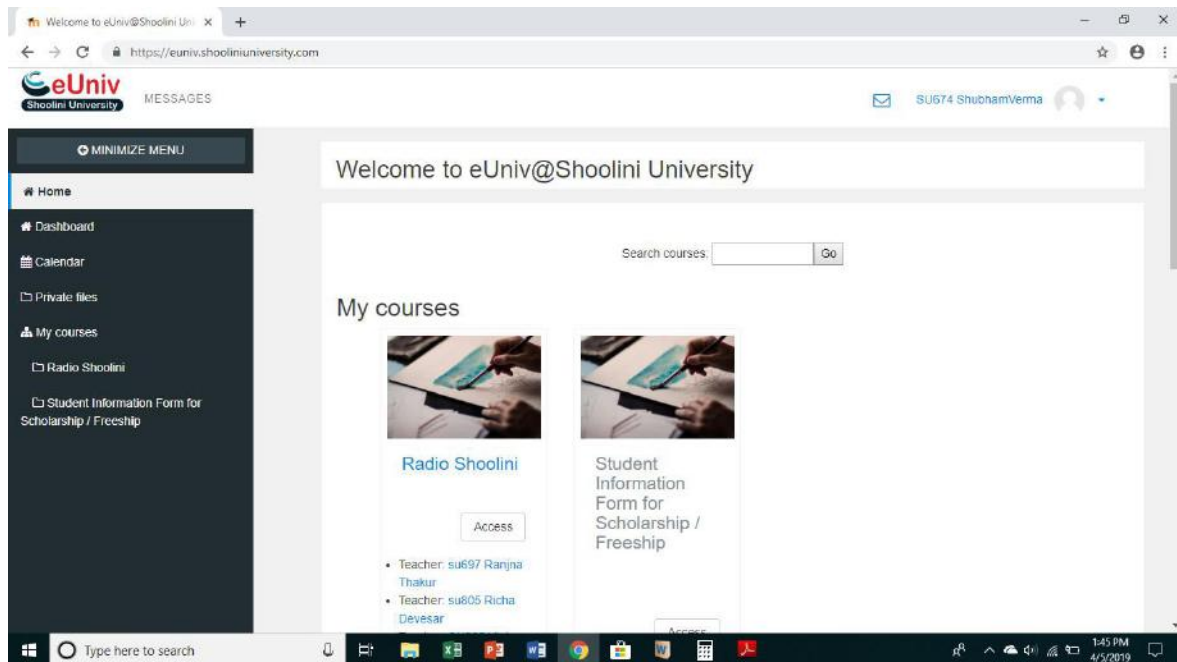 Welcome to eUniv@Shoolini Uni
https://euniv.shooliniuniversity.com
eUniv
Shoolini University
MESSAGES
SU674 ShubhamVerma
MINIMIZE MENU
Home
Dashboard
Calendar
Private files
My courses
Radio Shoolini
Student Information Form for
Scholarship / Freeship
Welcome to eUniv@Shoolini University
Search courses:
Go
My courses
Radio Shoolini
Access
Teacher: su697 Ranjna
Thakur
Teacher: su805 Richa
Devesar
Student
Information
Form for
Scholarship /
Freeship
Access
Type here to search
1:45 PM
4/5/2019